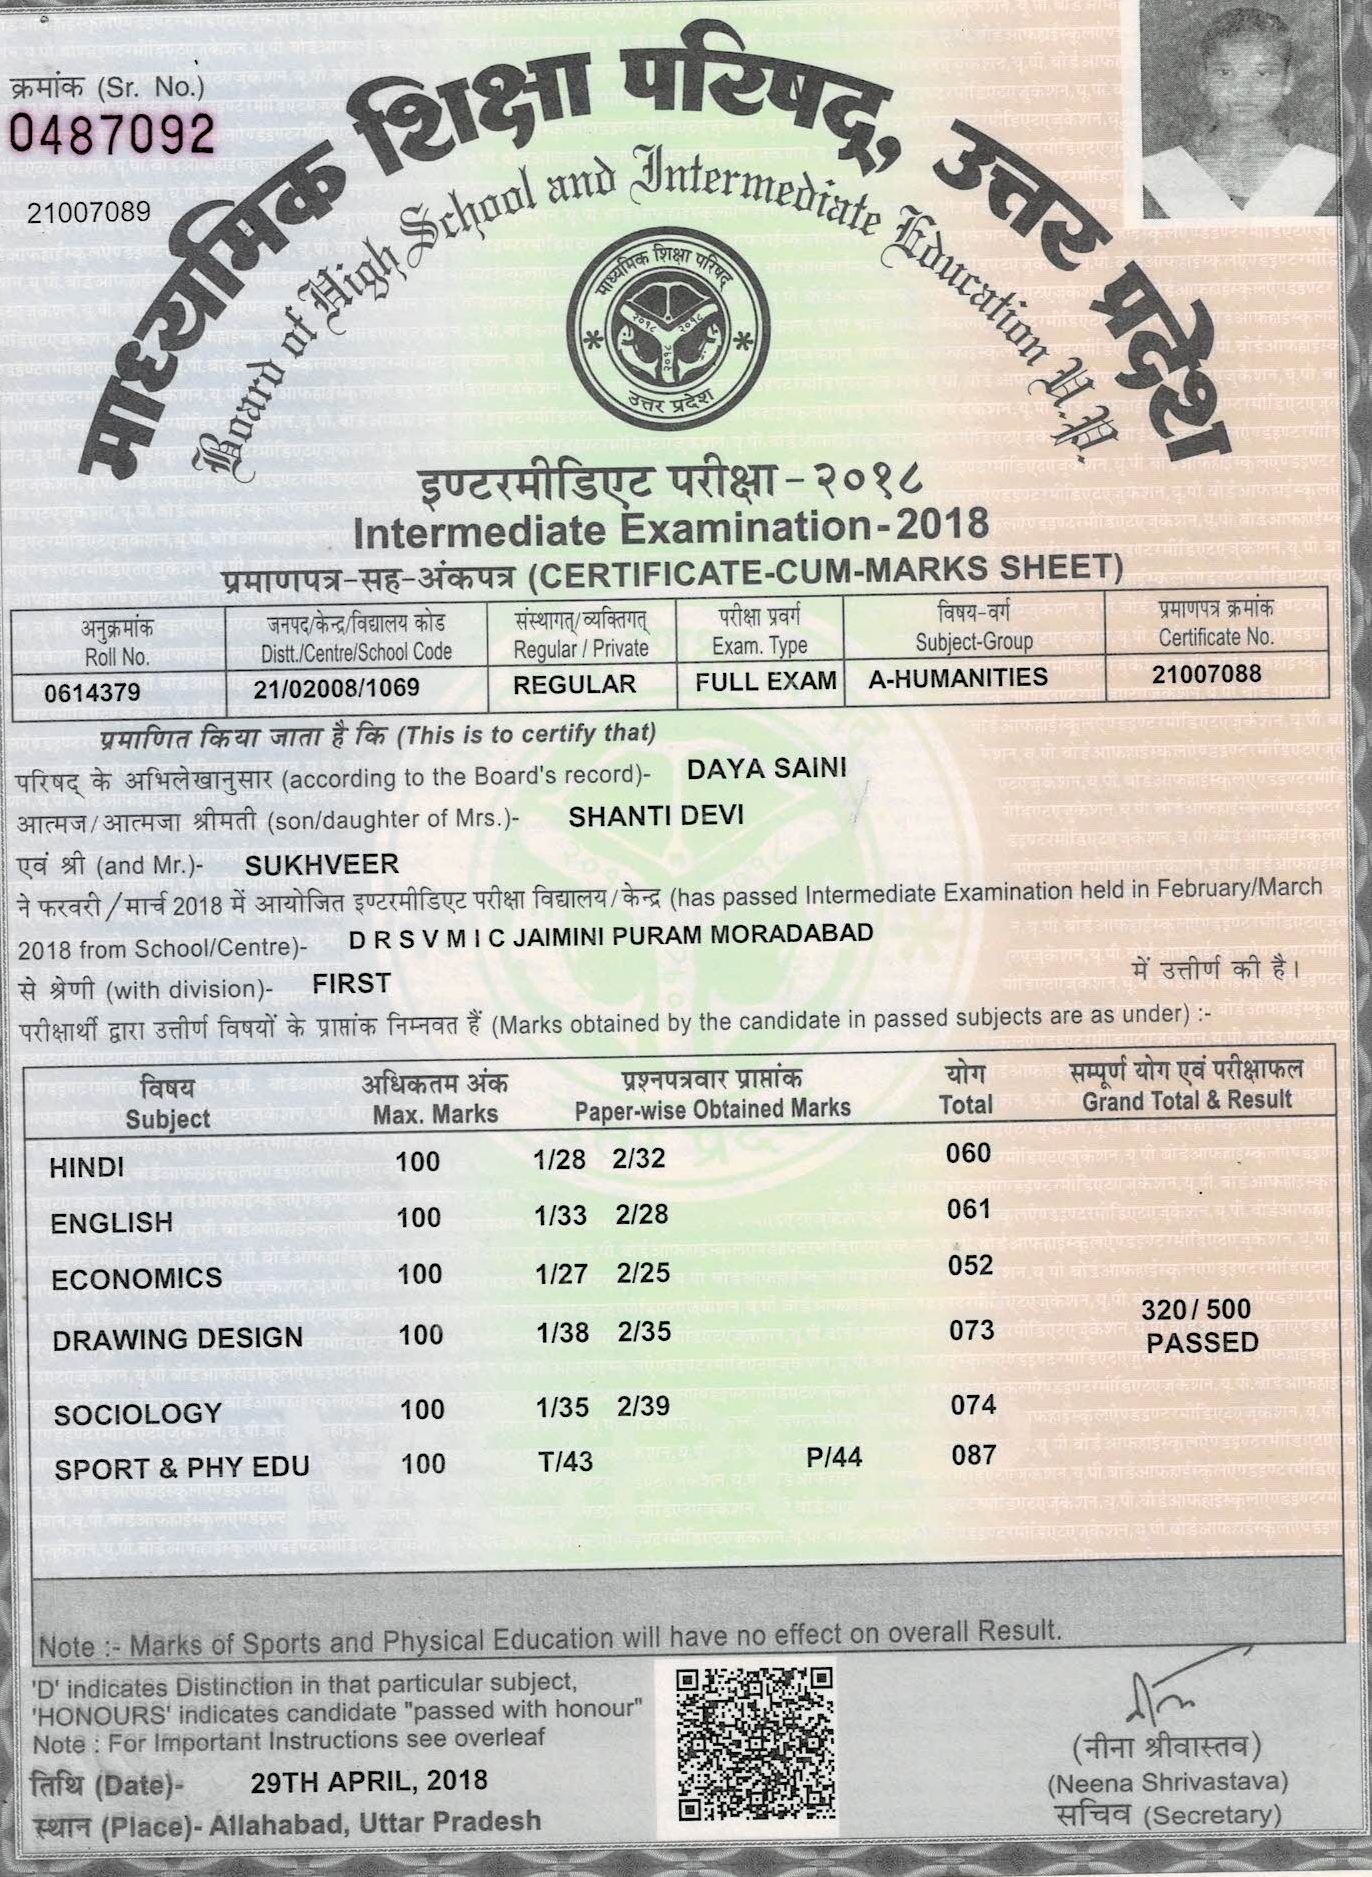 क्रमांक (Sr. No.)
0487092
21007089
माध्यमिक शिक्षा परिषद्, उत्तर प्रदेश
Board of High School and Intermediate Education U.P.
माध्यमिक शिक्षा परिषद्
२०१८ २०१८
२०१८
उत्तर प्रदेश
इण्टरमीडिएट परीक्षा - २०१८
Intermediate Examination - 2018
प्रमाणपत्र-सह-अंकपत्र (CERTIFICATE-CUM-MARKS SHEET)
अनुक्रमांक जनपद/केन्द्र/विद्यालय कोड संस्थागत्/व्यक्तिगत् परीक्षा प्रवर्ग विषय-वर्ग प्रमाणपत्र क्रमांक
Roll No. Distt./Centre/School Code Regular / Private Exam. Type Subject-Group Certificate No.
0614379 21/02008/1069 REGULAR FULL EXAM A-HUMANITIES 21007088
प्रमाणित किया जाता है कि (This is to certify that)
परिषद् के अभिलेखानुसार (according to the Board's record)- DAYA SAINI
आत्मज/आत्मजा श्रीमती (son/daughter of Mrs.)- SHANTI DEVI
एवं श्री (and Mr.)- SUKHVEER
ने फरवरी/मार्च 2018 में आयोजित इण्टरमीडिएट परीक्षा विद्यालय/केन्द्र (has passed Intermediate Examination held in February/March
2018 from School/Centre)- D R S V M I C JAIMINI PURAM MORADABAD
से श्रेणी (with division)- FIRST में उत्तीर्ण की है।
परीक्षार्थी द्वारा उत्तीर्ण विषयों के प्राप्तांक निम्नवत हैं (Marks obtained by the candidate in passed subjects are as under) :-
विषय अधिकतम अंक प्रश्नपत्रवार प्राप्तांक योग सम्पूर्ण योग एवं परीक्षाफल
Subject Max. Marks Paper-wise Obtained Marks Total Grand Total & Result
HINDI 100 1/28 2/32 060
ENGLISH 100 1/33 2/28 061
ECONOMICS 100 1/27 2/25 052
320 / 500
DRAWING DESIGN 100 1/38 2/35 073
PASSED
SOCIOLOGY 100 1/35 2/39 074
SPORT & PHY EDU 100 T/43 P/44 087
Note :- Marks of Sports and Physical Education will have no effect on overall Result.
'D' indicates Distinction in that particular subject,
'HONOURS' indicates candidate "passed with honour"
Note : For Important Instructions see overleaf
तिथि (Date)- 29TH APRIL, 2018
स्थान (Place)- Allahabad, Uttar Pradesh
(नीना श्रीवास्तव)
(Neena Shrivastava)
सचिव (Secretary)